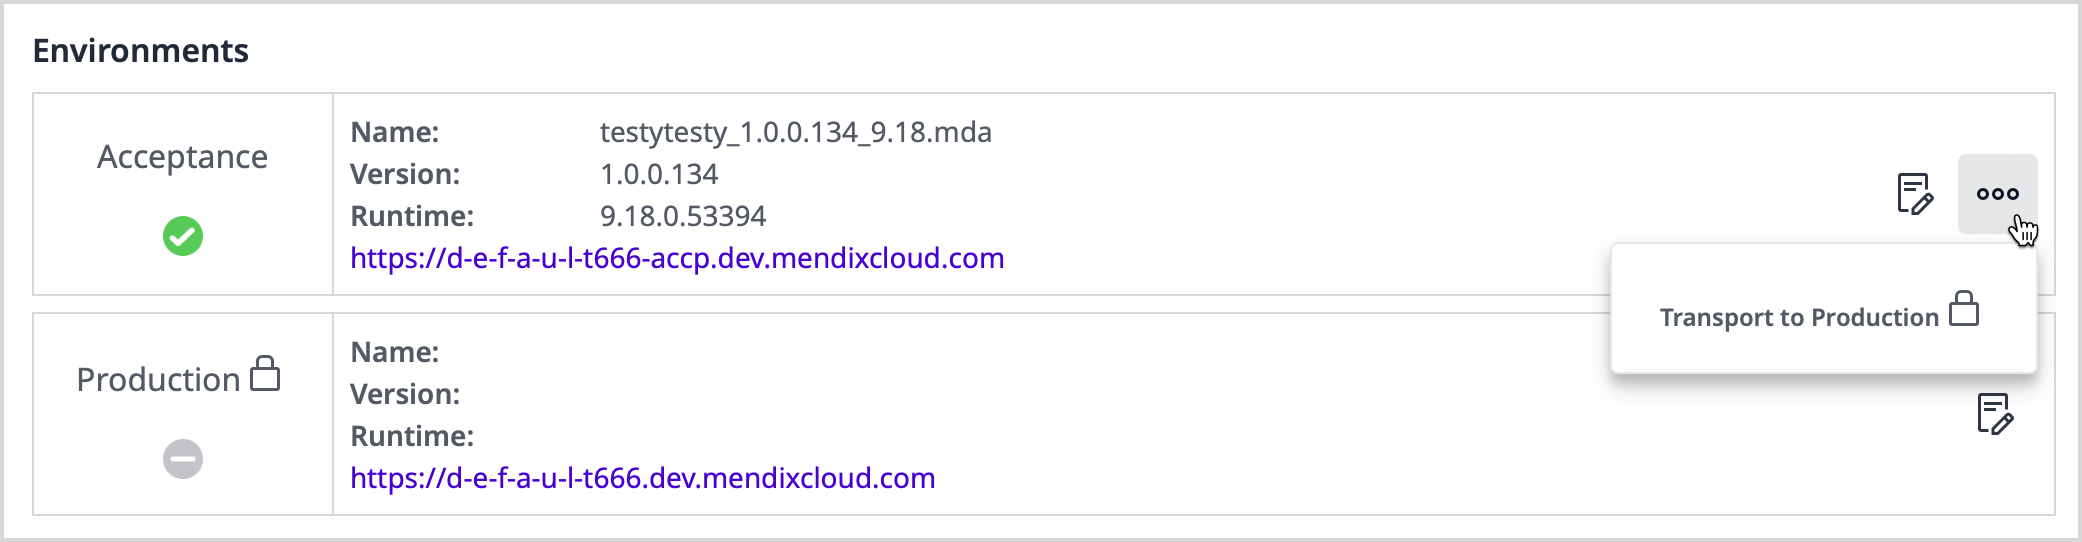 Environments
Acceptance
Name: testytesty_1.0.0.134_9.18.mda
Version: 1.0.0.134
Runtime: 9.18.0.53394
https://d-e-f-a-u-l-t666-accp.dev.mendixcloud.com
Transport to Production
Production
Name:
Version:
Runtime:
https://d-e-f-a-u-l-t666.dev.mendixcloud.com